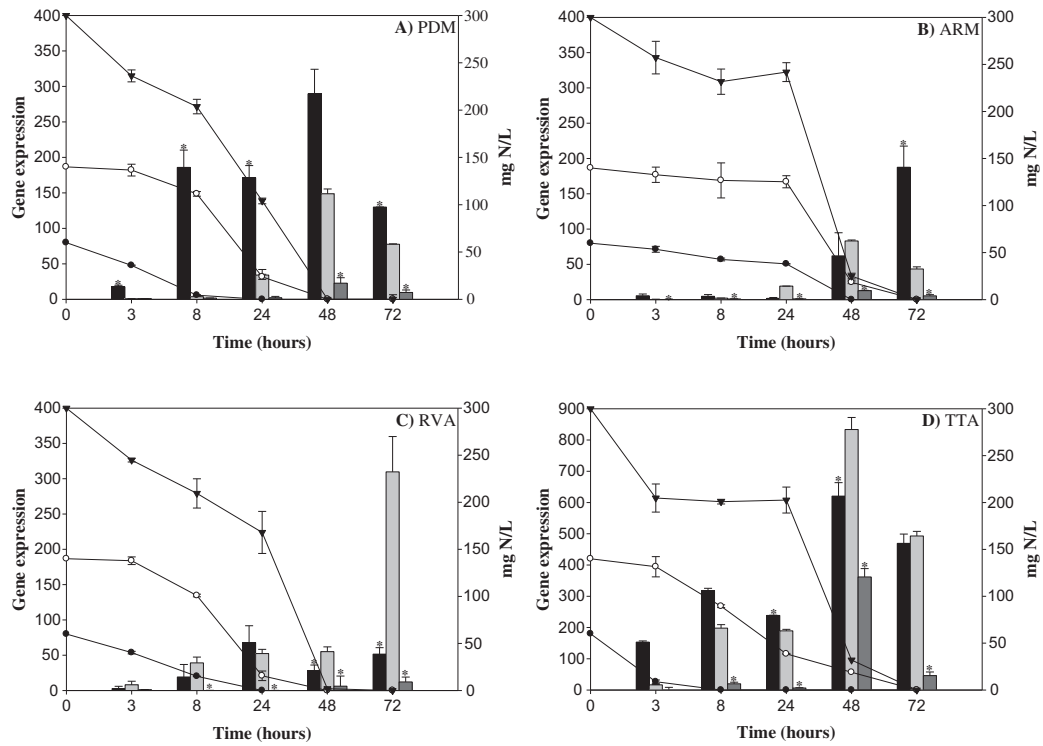 A) PDM
400
350
300
250
200
150
100
50
0
Gene expression
300
250
200
150
100
50
0
mg N/L
* * * * * *
0 3 8 24 48 72
Time (hours)
B) ARM
400
350
300
250
200
150
100
50
0
Gene expression
300
250
200
150
100
50
0
mg N/L
* * * * * *
0 3 8 24 48 72
Time (hours)
C) RVA
400
350
300
250
200
150
100
50
0
Gene expression
300
250
200
150
100
50
0
mg N/L
* * * * * *
0 3 8 24 48 72
Time (hours)
D) TTA
900
800
700
600
500
400
300
200
100
0
Gene expression
300
250
200
150
100
50
0
mg N/L
* * * * * *
0 3 8 24 48 72
Time (hours)